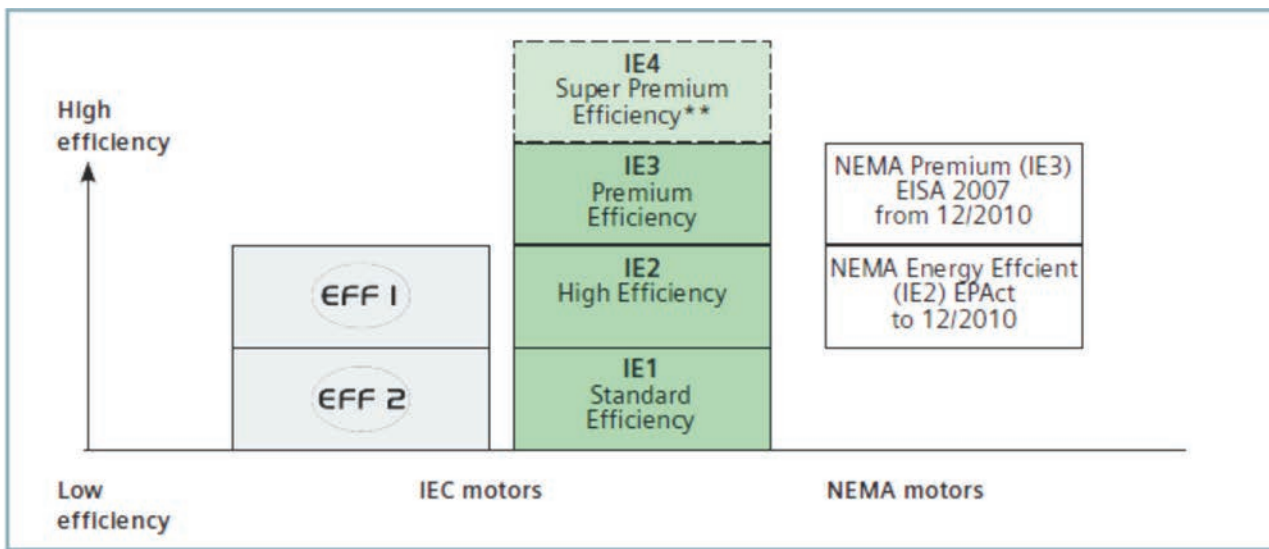 High
efficiency
EFF 1
EFF 2
Low
efficiency
IE4
Super Premium
Efficiency**
IE3
Premium
Efficiency
IE2
High Efficiency
IE1
Standard
Efficiency
IEC motors
NEMA Premium (IE3)
EISA 2007
from 12/2010
NEMA Energy Effcient
(IE2) EPAct
to 12/2010
NEMA motors